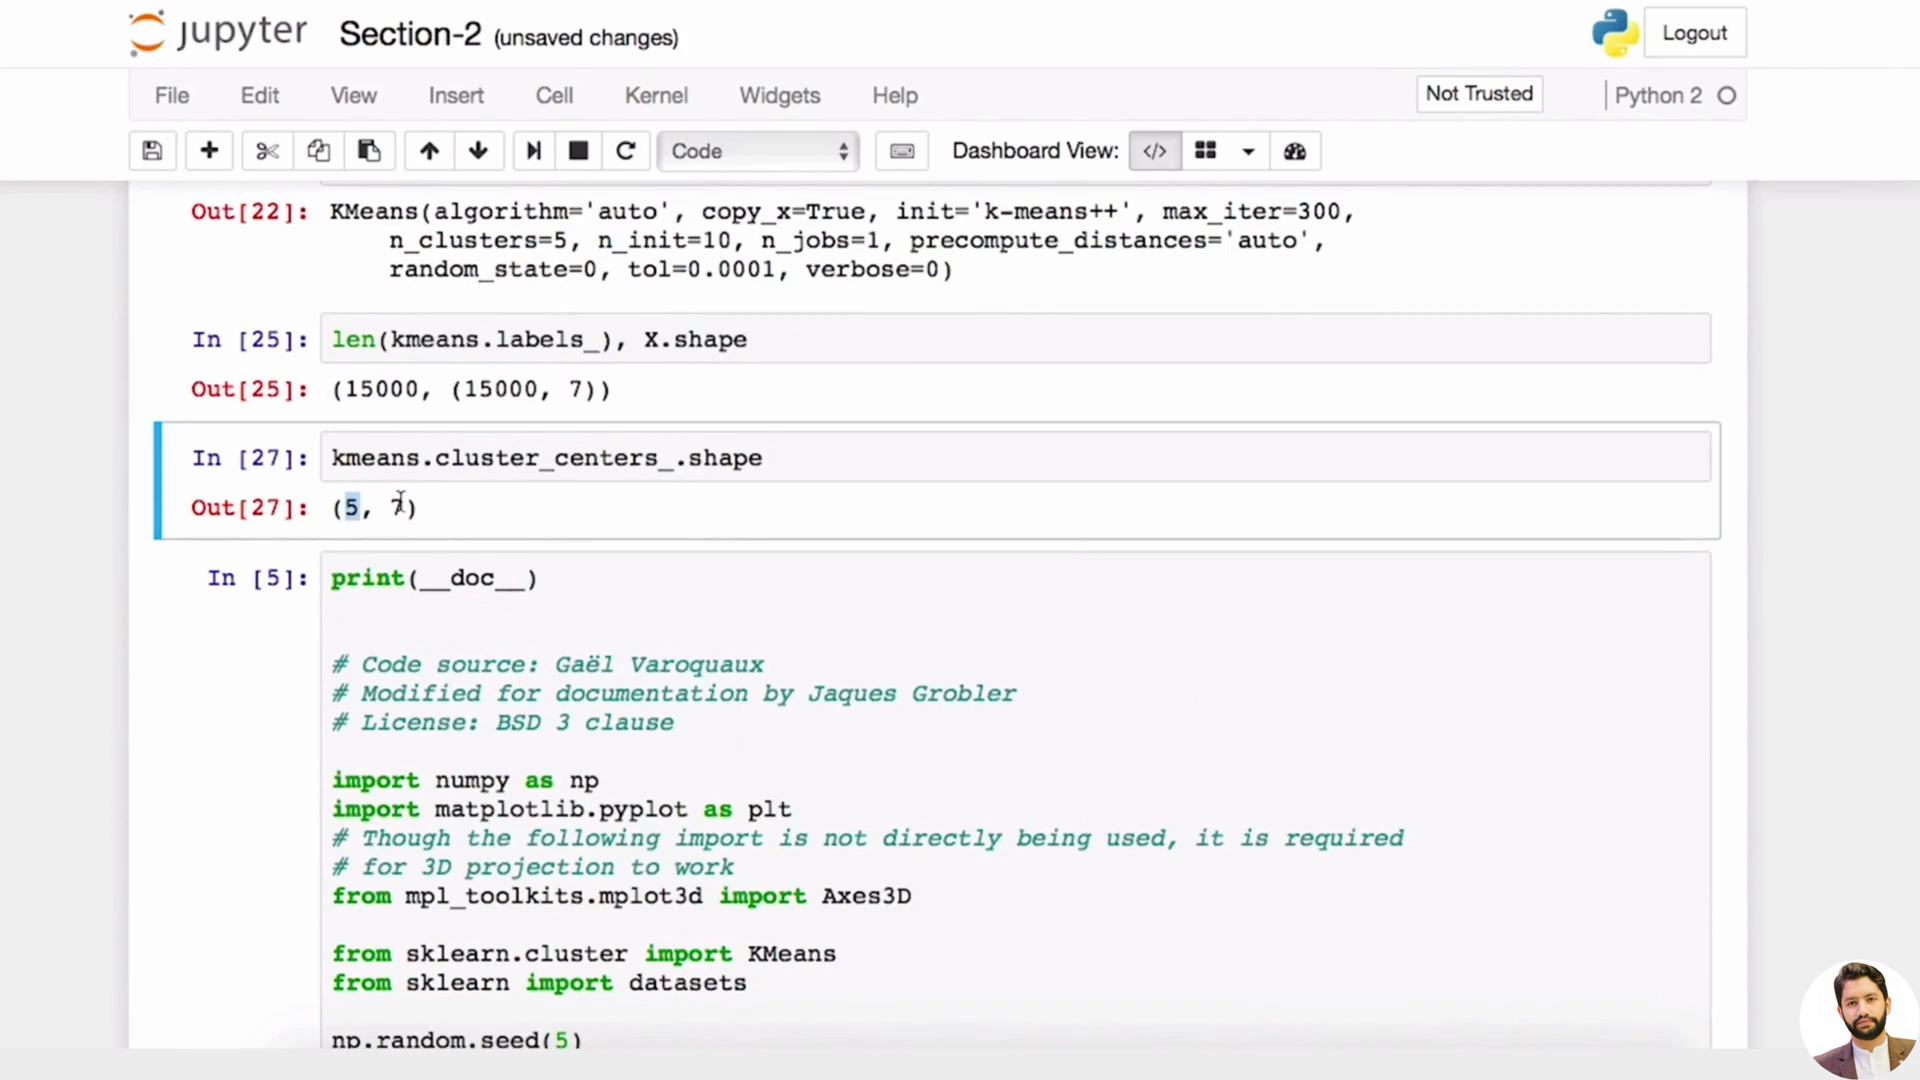 jupyter Section-2 (unsaved changes) Logout
File Edit View Insert Cell Kernel Widgets Help Not Trusted Python 2
Code Dashboard View: </>
Out[22]: KMeans(algorithm='auto', copy_x=True, init='k-means++', max_iter=300,
n_clusters=5, n_init=10, n_jobs=1, precompute_distances='auto',
random_state=0, tol=0.0001, verbose=0)
In [25]: len(kmeans.labels_), X.shape
Out[25]: (15000, (15000, 7))
In [27]: kmeans.cluster_centers_.shape
Out[27]: (5, 7)
In [5]: print(__doc__)
# Code source: Gaël Varoquaux
# Modified for documentation by Jaques Grobler
# License: BSD 3 clause
import numpy as np
import matplotlib.pyplot as plt
# Though the following import is not directly being used, it is required
# for 3D projection to work
from mpl_toolkits.mplot3d import Axes3D
from sklearn.cluster import KMeans
from sklearn import datasets
np.random.seed(5)